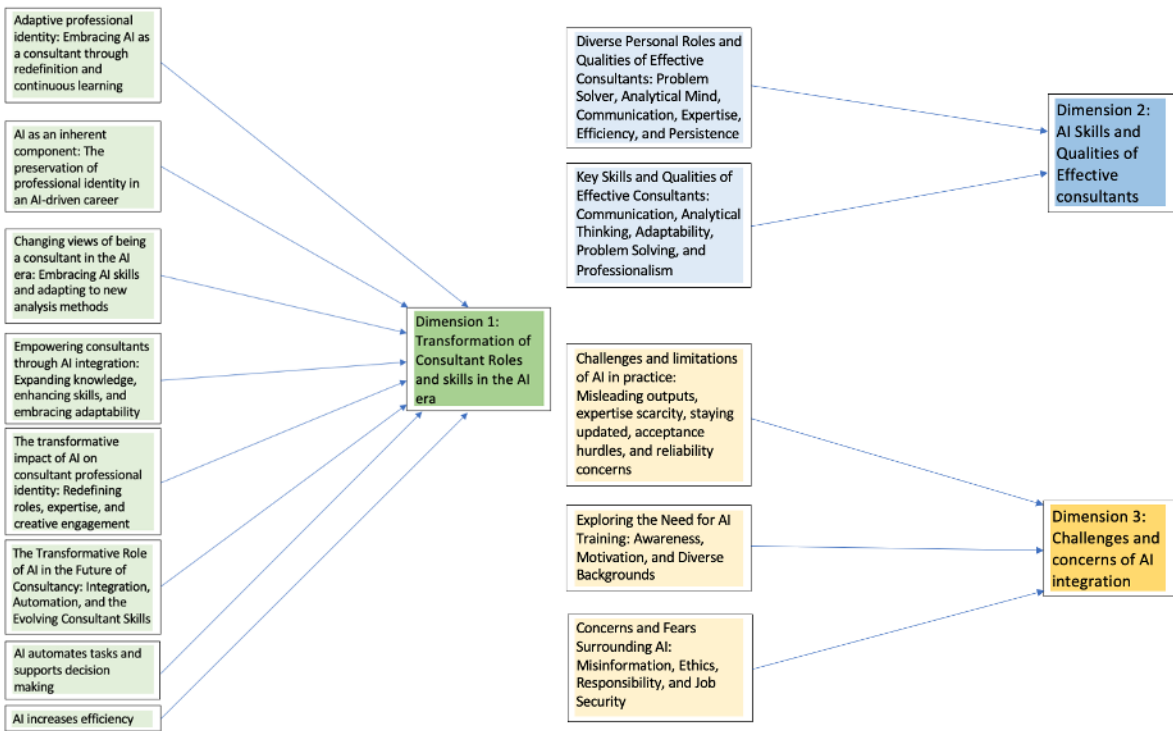 Adaptive professional
identity: Embracing AI as
a consultant through
redefinition and
continuous learning
AI as an inherent
component: The
preservation of
professional identity in
an AI-driven career
Changing views of being
a consultant in the AI
era: Embracing AI skills
and adapting to new
analysis methods
Empowering consultants
through AI integration:
Expanding knowledge,
enhancing skills, and
embracing adaptability
The transformative
impact of AI on
consultant professional
identity: Redefining
roles, expertise, and
creative engagement
The Transformative Role
of AI in the Future of
Consultancy: Integration,
Automation, and the
Evolving Consultant Skills
AI automates tasks and
supports decision
making
AI increases efficiency
Dimension 1:
Transformation of
Consultant Roles
and skills in the AI
era
Diverse Personal Roles and
Qualities of Effective
Consultants: Problem
Solver, Analytical Mind,
Communication, Expertise,
Efficiency, and Persistence
Key Skills and Qualities of
Effective Consultants:
Communication, Analytical
Thinking, Adaptability,
Problem Solving, and
Professionalism
Dimension 2:
AI Skills and
Qualities of
Effective
consultants
Challenges and limitations
of AI in practice:
Misleading outputs,
expertise scarcity, staying
updated, acceptance
hurdles, and reliability
concerns
Exploring the Need for AI
Training: Awareness,
Motivation, and Diverse
Backgrounds
Concerns and Fears
Surrounding AI:
Misinformation, Ethics,
Responsibility, and Job
Security
Dimension 3:
Challenges and
concerns of AI
integration